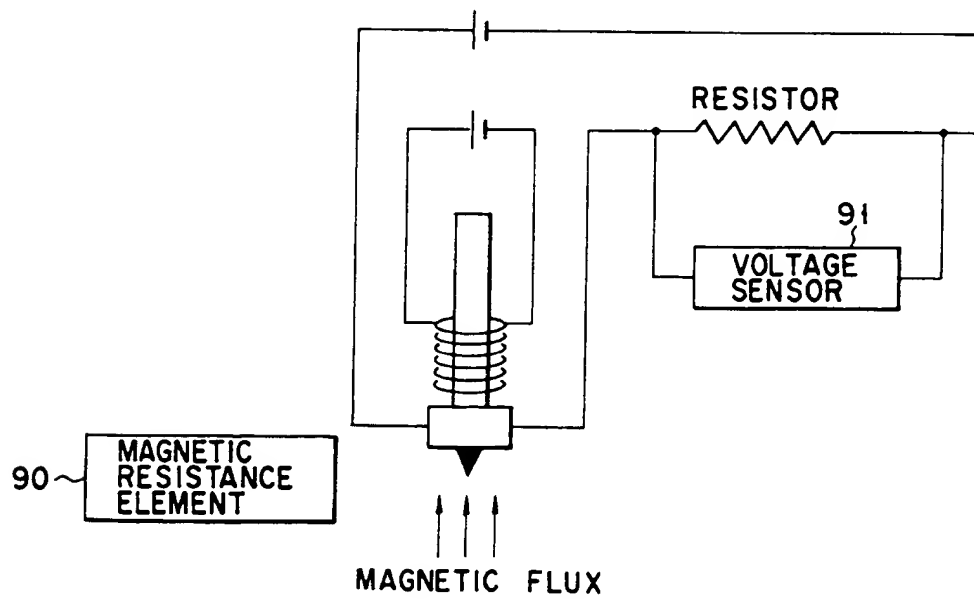 RESISTOR
91
VOLTAGE
SENSOR
90
MAGNETIC
RESISTANCE
ELEMENT
MAGNETIC FLUX